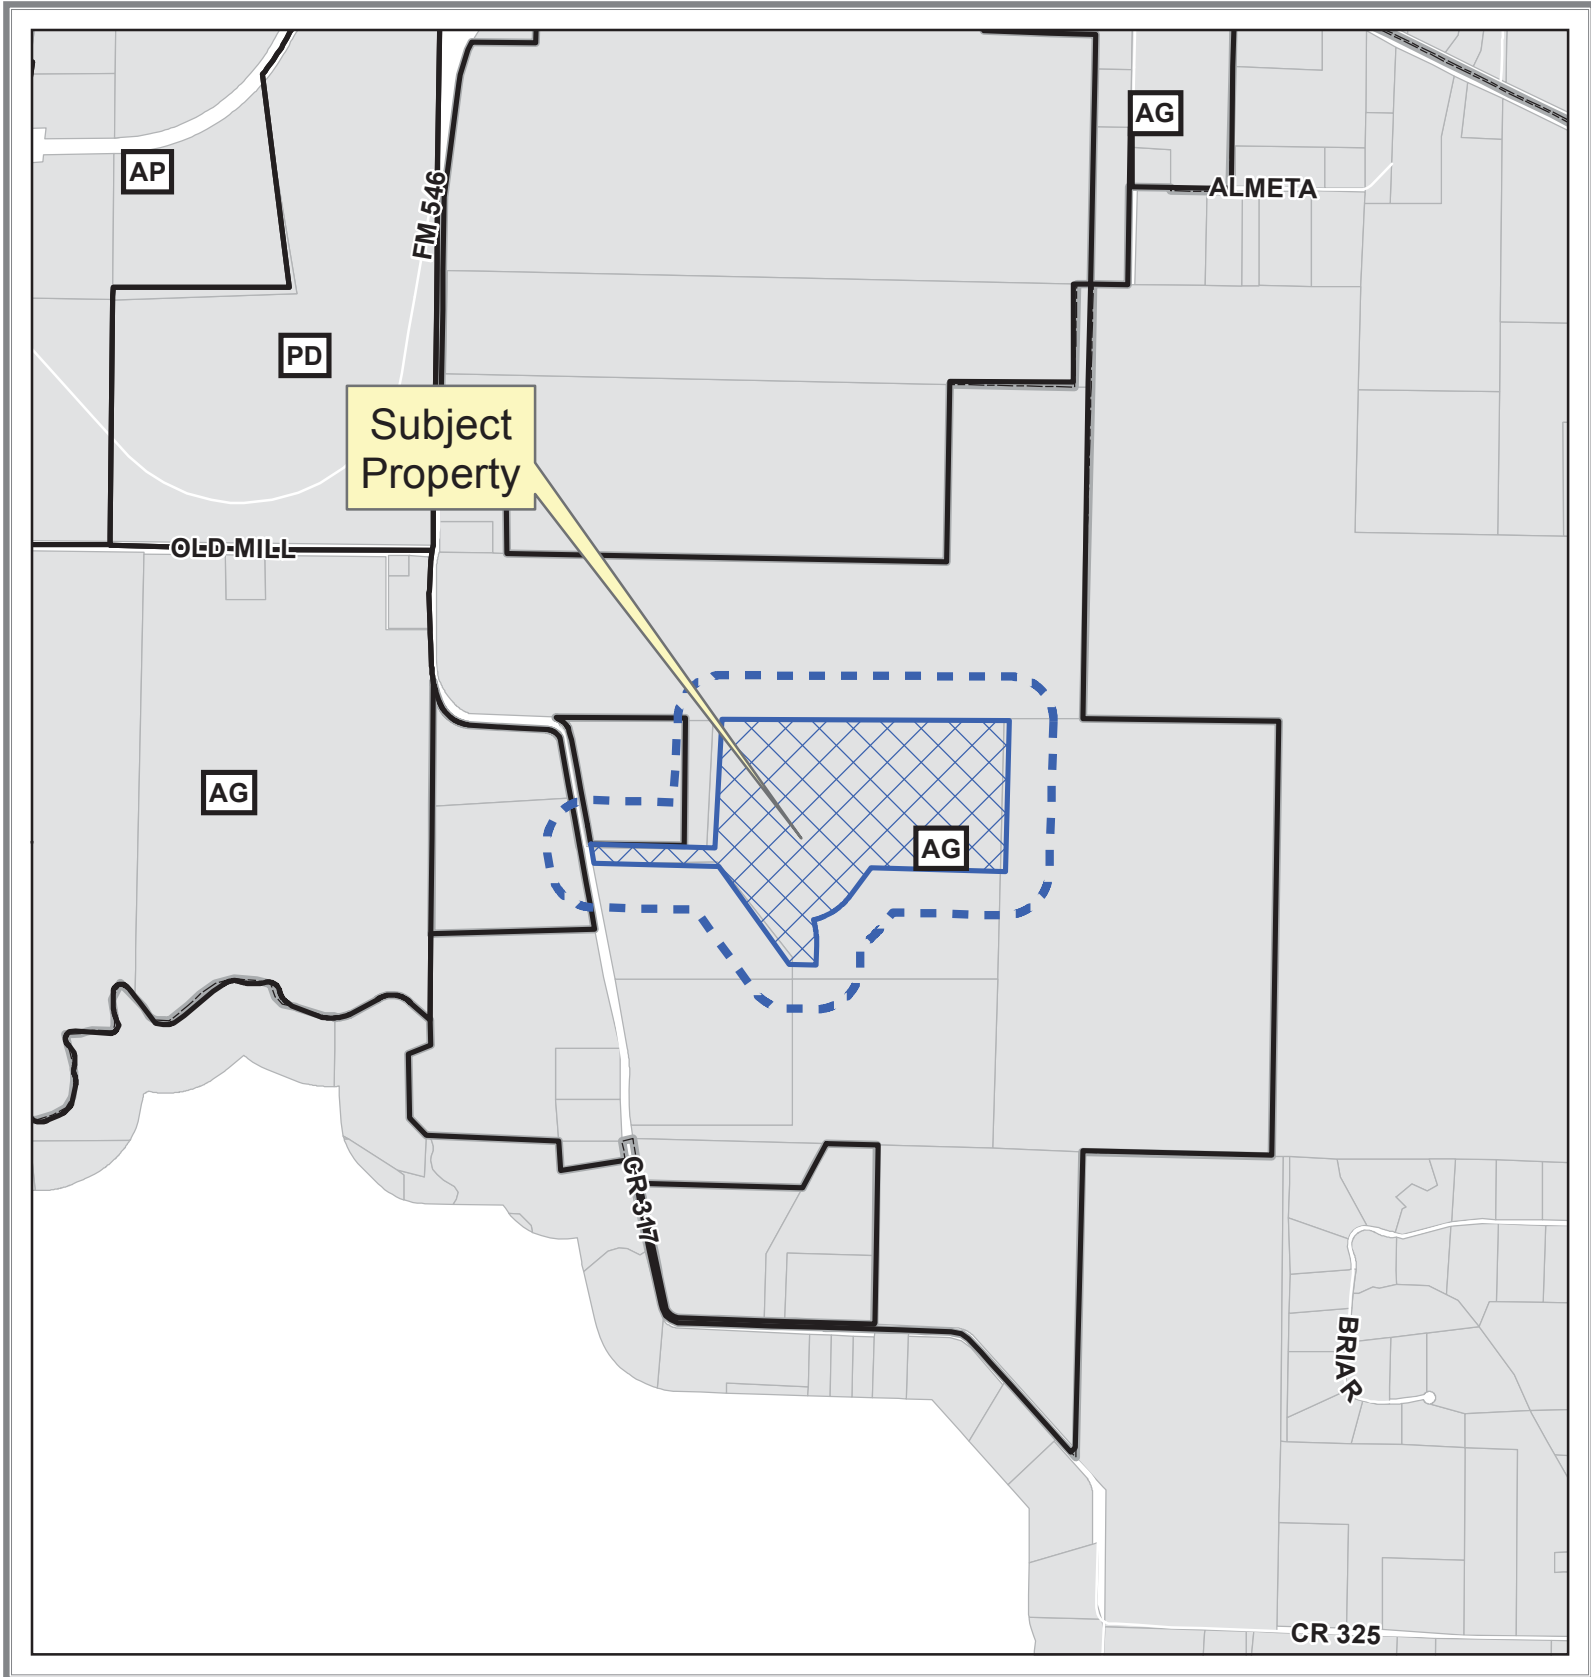 AG
AP
ALMETA
FM 546
PD
Subject
Property
OLD MILL
AG
AG
CR 317
BRIAR
CR 325